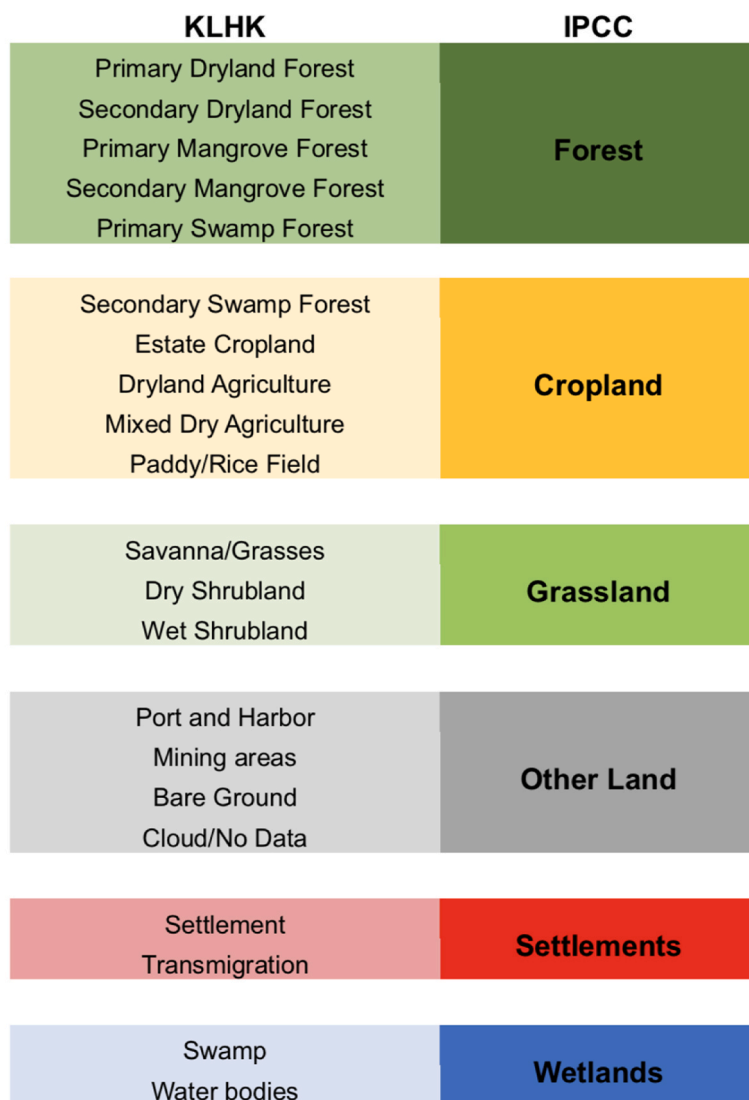 KLHK IPCC
Primary Dryland Forest
Secondary Dryland Forest
Primary Mangrove Forest
Secondary Mangrove Forest
Primary Swamp Forest
Forest
Secondary Swamp Forest
Estate Cropland
Dryland Agriculture
Mixed Dry Agriculture
Paddy/Rice Field
Cropland
Savanna/Grasses
Dry Shrubland
Wet Shrubland
Grassland
Port and Harbor
Mining areas
Bare Ground
Cloud/No Data
Other Land
Settlement
Transmigration
Settlements
Swamp
Water bodies
Wetlands